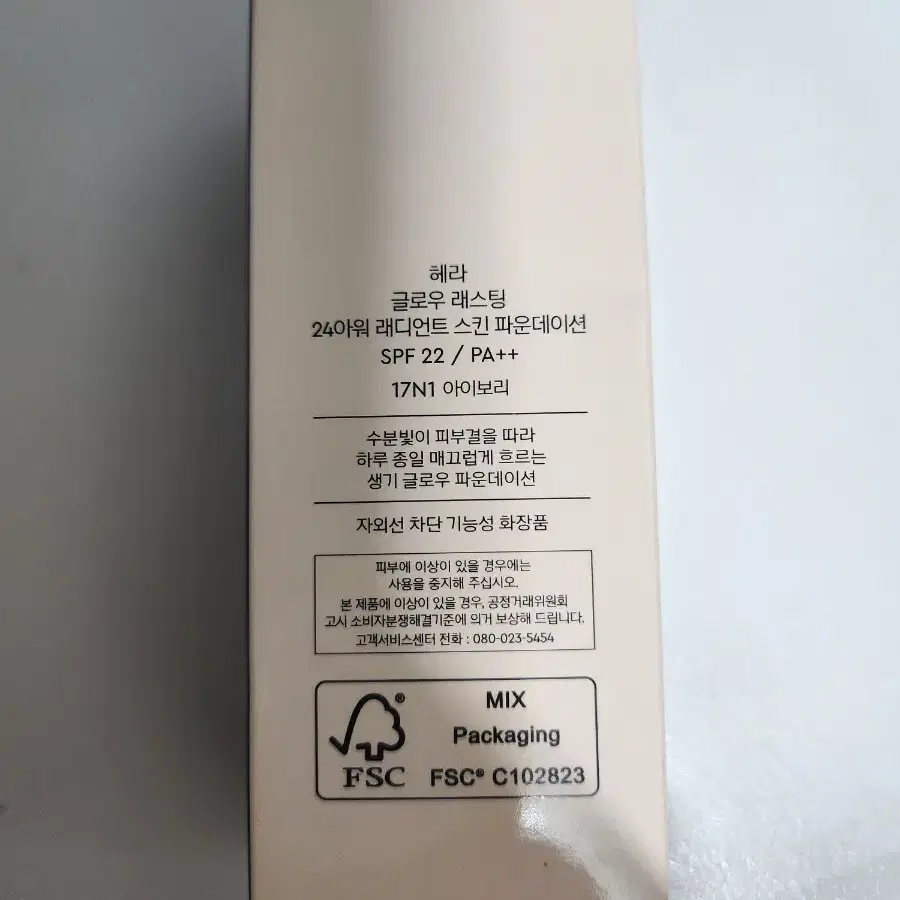 헤라
글로우 래스팅
24아워 래디언트 스킨 파운데이션
SPF 22 / PA++
17N1 아이보리
수분빛이 피부결을 따라
하루 종일 매끄럽게 흐르는
생기 글로우 파운데이션
자외선 차단 기능성 화장품
피부에 이상이 있을 경우에는
사용을 중지해 주십시오.
본 제품에 이상이 있을 경우, 공정거래위원회
고시 소비자분쟁해결기준에 의거 보상해 드립니다.
고객서비스센터 전화 : 080-023-5454
®
FSC
MIX
Packaging
FSC® C102823